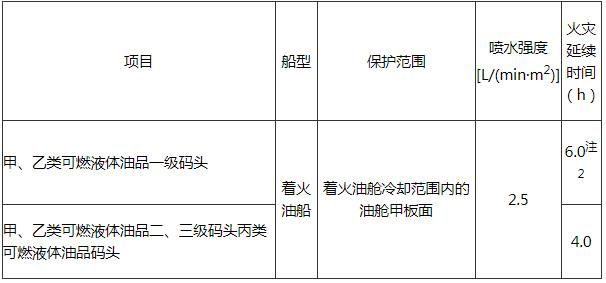 项目
船型
保护范围
喷水强度
[L/(min·m²)]
火灾
延续
时间
（h）
甲、乙类可燃液体油品一级码头
着火
油船
着火油舱冷却范围内的
油舱甲板面
2.5
6.0注
2
甲、乙类可燃液体油品二、三级码头丙类
可燃液体油品码头
4.0